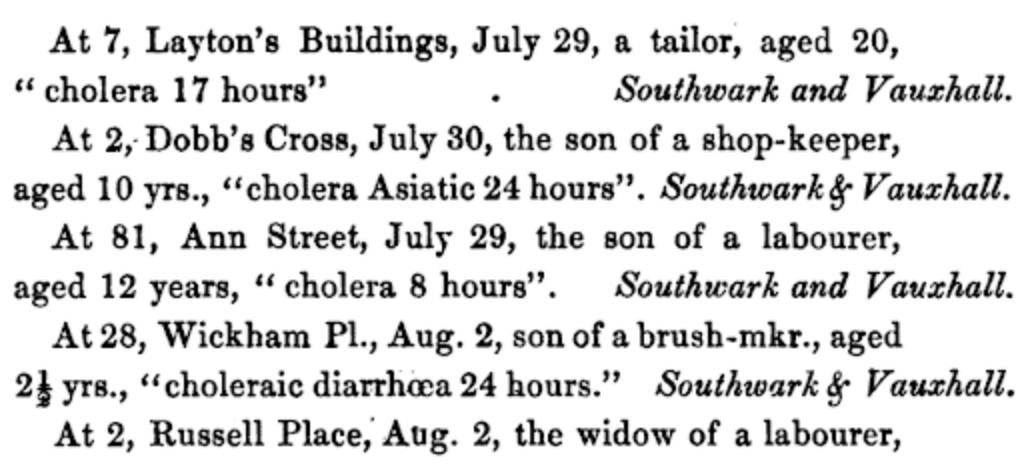 At 7, Layton's Buildings, July 29, a tailor, aged 20,
“cholera 17 hours” . Southwark and Vauxhall.
At 2, Dobb's Cross, July 30, the son of a shop-keeper,
aged 10 yrs., “cholera Asiatic 24 hours”. Southwark & Vauxhall.
At 81, Ann Street, July 29, the son of a labourer,
aged 12 years, “cholera 8 hours”. Southwark and Vauxhall.
At 28, Wickham Pl., Aug. 2, son of a brush-mkr., aged
2½ yrs., “choleraic diarrhœa 24 hours.” Southwark & Vauxhall.
At 2, Russell Place, Aug. 2, the widow of a labourer,